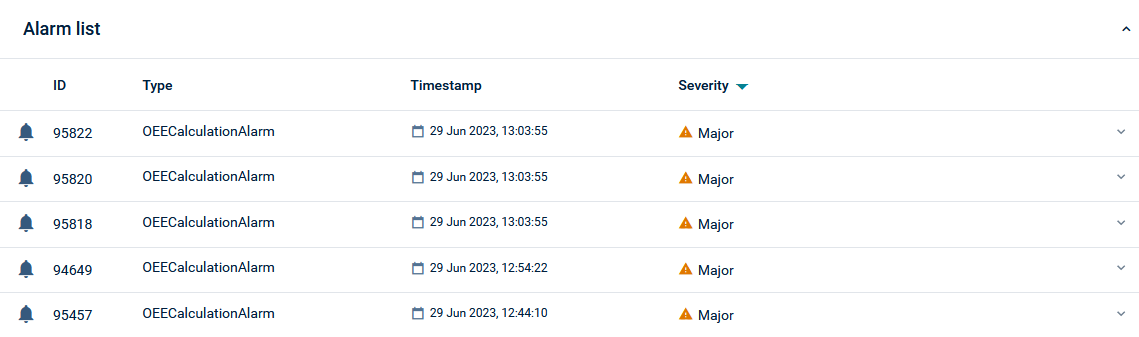 Alarm list
ID Type Timestamp Severity
95822 OEECalculationAlarm 29 Jun 2023, 13:03:55 Major
95820 OEECalculationAlarm 29 Jun 2023, 13:03:55 Major
95818 OEECalculationAlarm 29 Jun 2023, 13:03:55 Major
94649 OEECalculationAlarm 29 Jun 2023, 12:54:22 Major
95457 OEECalculationAlarm 29 Jun 2023, 12:44:10 Major